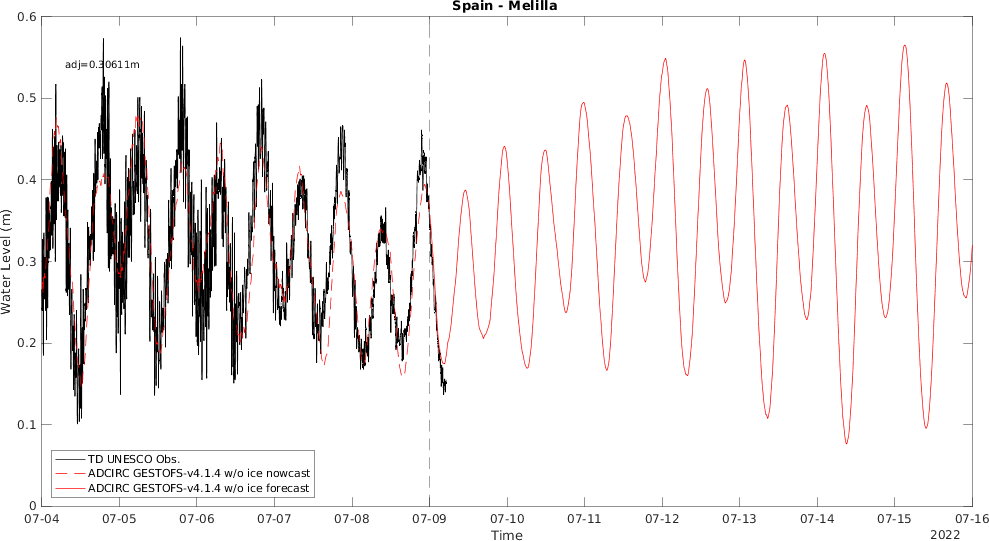 Spain - Melilla
adj=0.30611m
0.6
0.5
0.4
0.3
0.2
0.1
0
Water Level (m)
TD UNESCO Obs.
ADCIRC GESTOFS-v4.1.4 w/o ice nowcast
ADCIRC GESTOFS-v4.1.4 w/o ice forecast
07-04 07-05 07-06 07-07 07-08 07-09 07-10 07-11 07-12 07-13 07-14 07-15 07-16
Time
2022